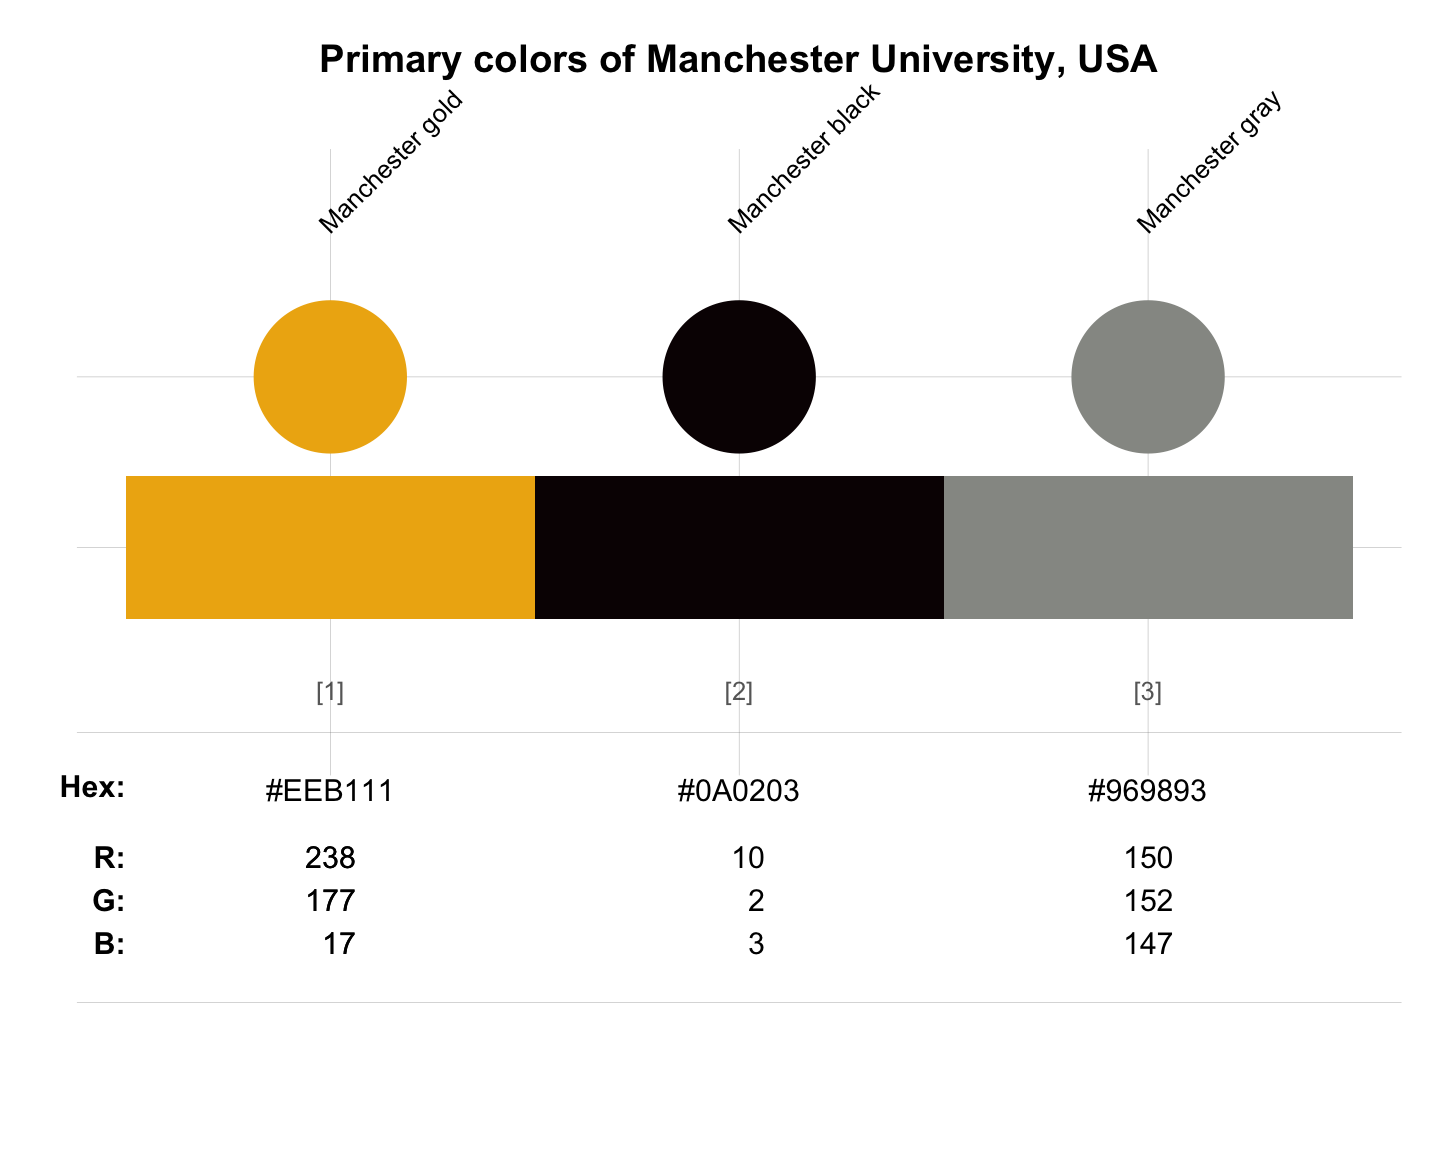 Primary colors of Manchester University, USA
Manchester gold
Manchester black
Manchester gray
[1] [2] [3]
Hex: #EEB111 #0A0203 #969893
R: 238 10 150
G: 177 2 152
B: 17 3 147